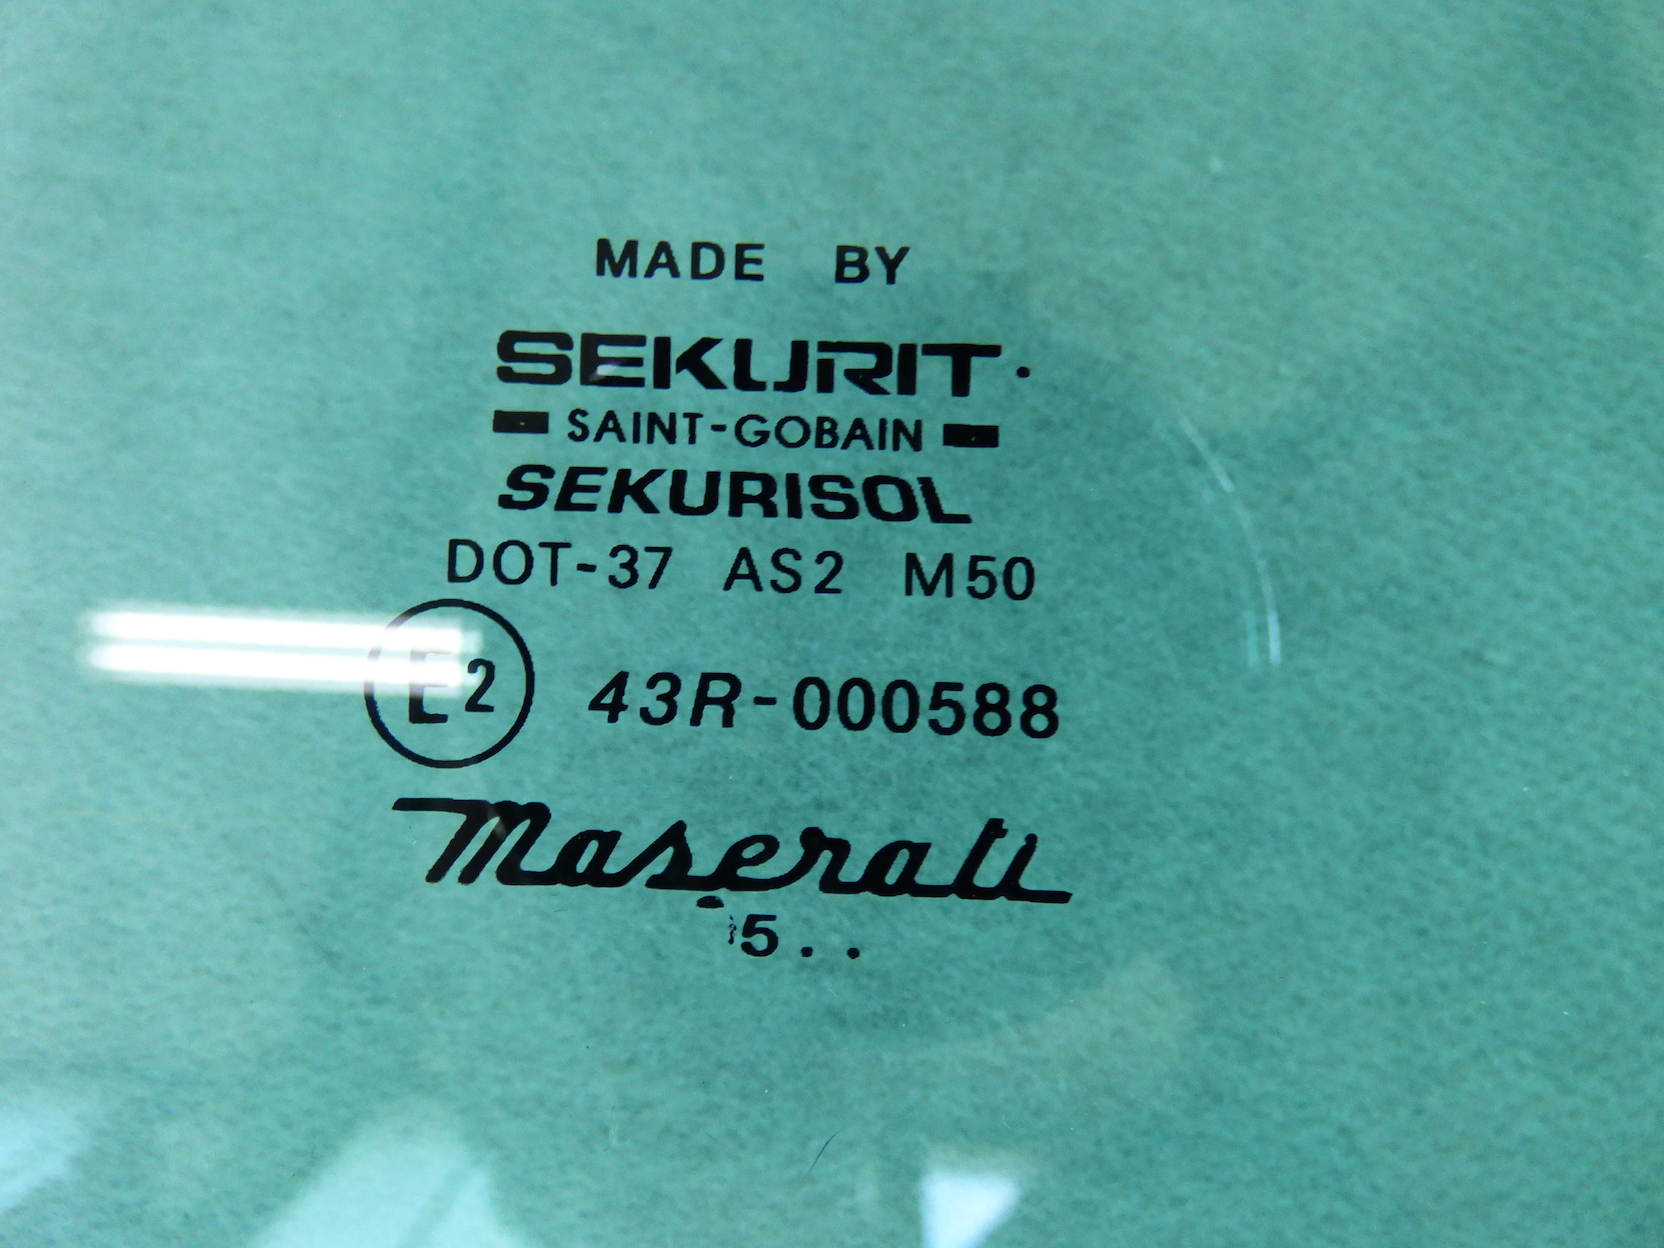 MADE BY
SEKURIT
SAINT-GOBAIN
SEKURISOL
DOT-37 AS2 M50
E2 43R-000588
Maserati
5..